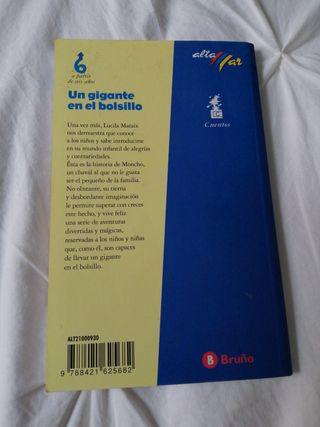 6
a partir
de seis años
alta
Mar
Un gigante
en el bolsillo
Cuentos
Una vez más, Lucila Mataix
nos demuestra que conoce
a los niños y sabe introducirse
en su mundo infantil de alegrías
y contrariedades.
Ésta es la historia de Moncho,
un chaval al que no le gusta
ser el pequeño de la familia.
No obstante, su tierna
y desbordante imaginación
le permite superar con creces
este hecho, y vive feliz
una serie de aventuras
divertidas y mágicas,
reservadas a los niños y niñas
que, como él, son capaces
de llevar un gigante
en el bolsillo.
ALT21000930
9 788421 625682
B Bruño